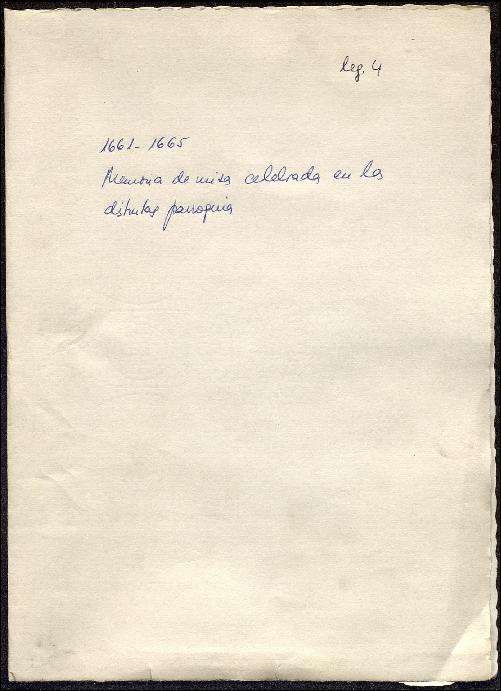 leg. 4
1661-1665
Memoria de misa celebrada en las
distintas parroquia